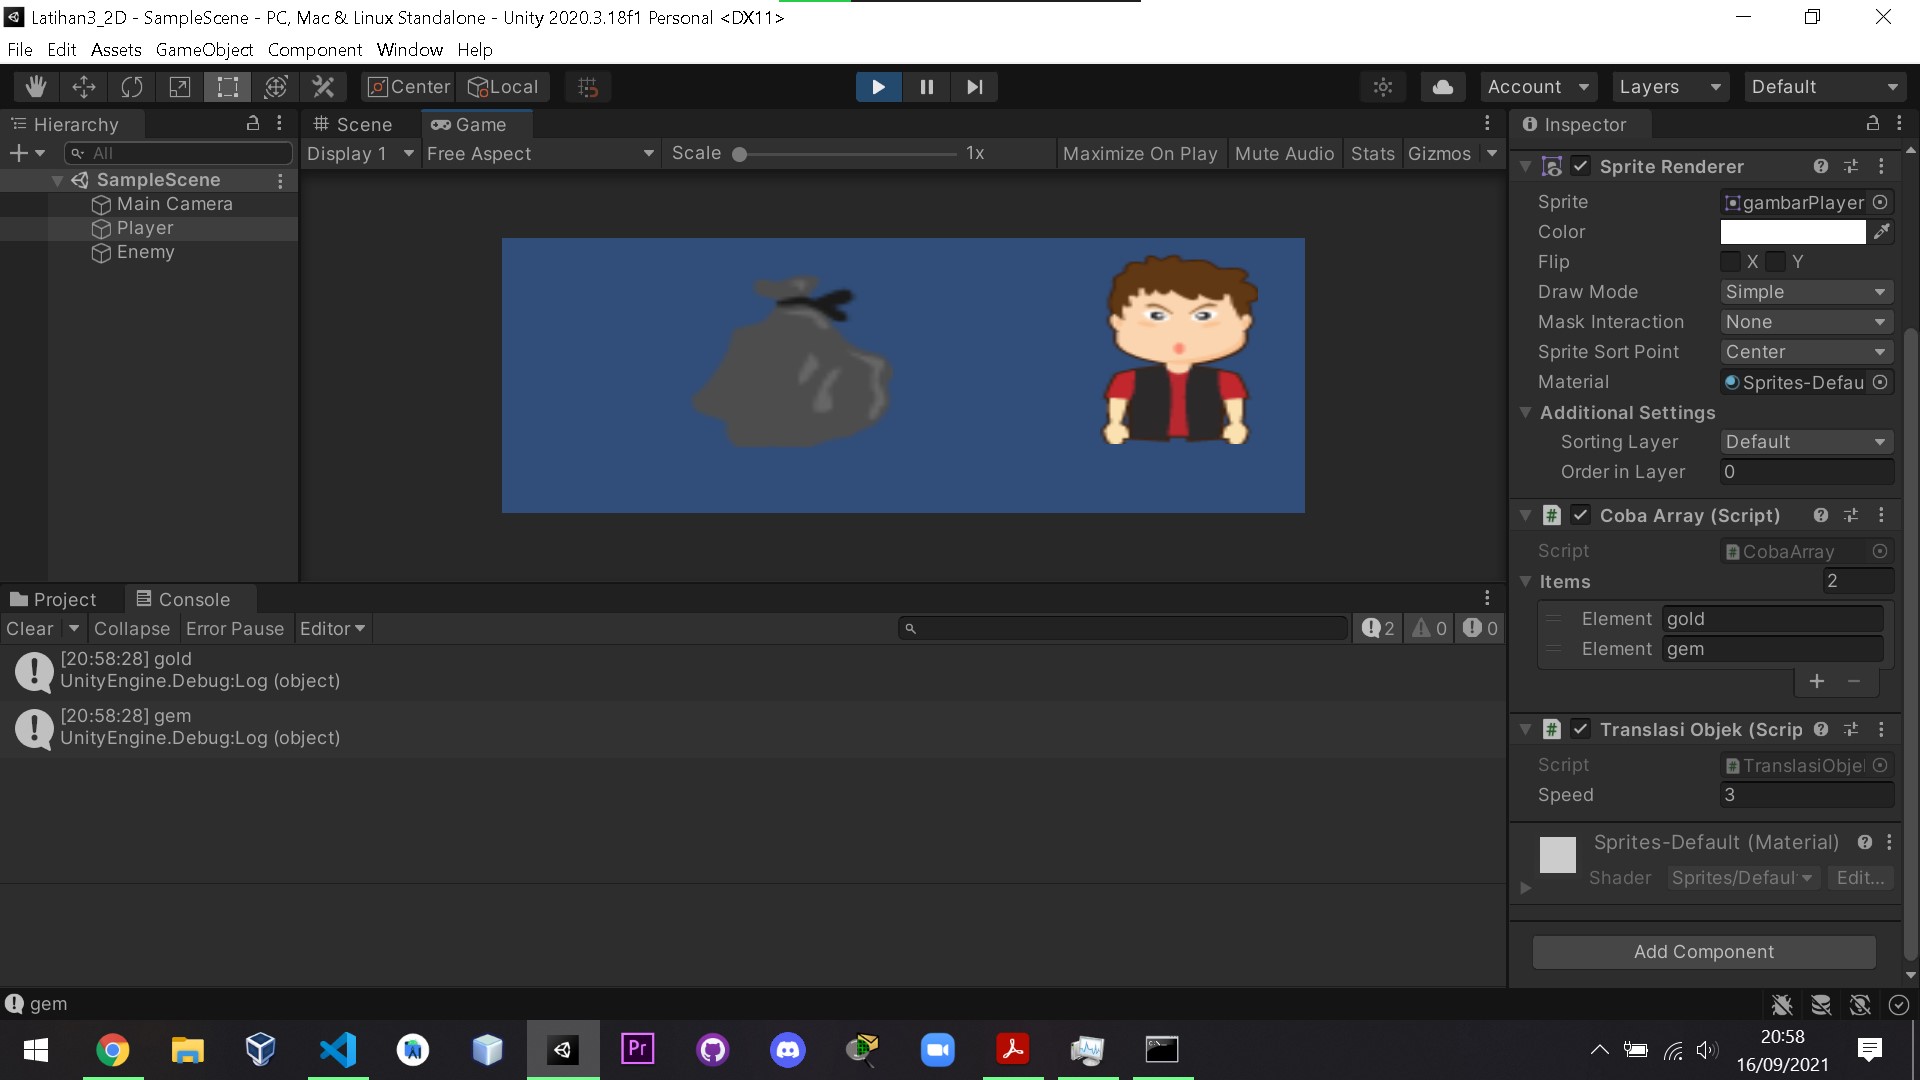 Latihan3_2D - SampleScene - PC, Mac & Linux Standalone - Unity 2020.3.18f1 Personal <DX11>
File Edit Assets GameObject Component Window Help
Center Local Account Layers Default
Hierarchy
All
SampleScene
Main Camera
Player
Enemy
Scene Game
Display 1 Free Aspect Scale 1x Maximize On Play Mute Audio Stats Gizmos
Project Console
Clear Collapse Error Pause Editor 2 0 0
[20:58:28] gold
UnityEngine.Debug:Log (object)
[20:58:28] gem
UnityEngine.Debug:Log (object)
Inspector
Sprite Renderer
Sprite gambarPlayer
Color
Flip X Y
Draw Mode Simple
Mask Interaction None
Sprite Sort Point Center
Material Sprites-Defau
Additional Settings
Sorting Layer Default
Order in Layer 0
# Coba Array (Script)
Script CobaArray
Items 2
Element gold
Element gem
+ −
# Translasi Objek (Scrip
Script TranslasiObje
Speed 3
Sprites-Default (Material)
Shader Sprites/Defaul Edit...
Add Component
gem
Pr
20:58
16/09/2021